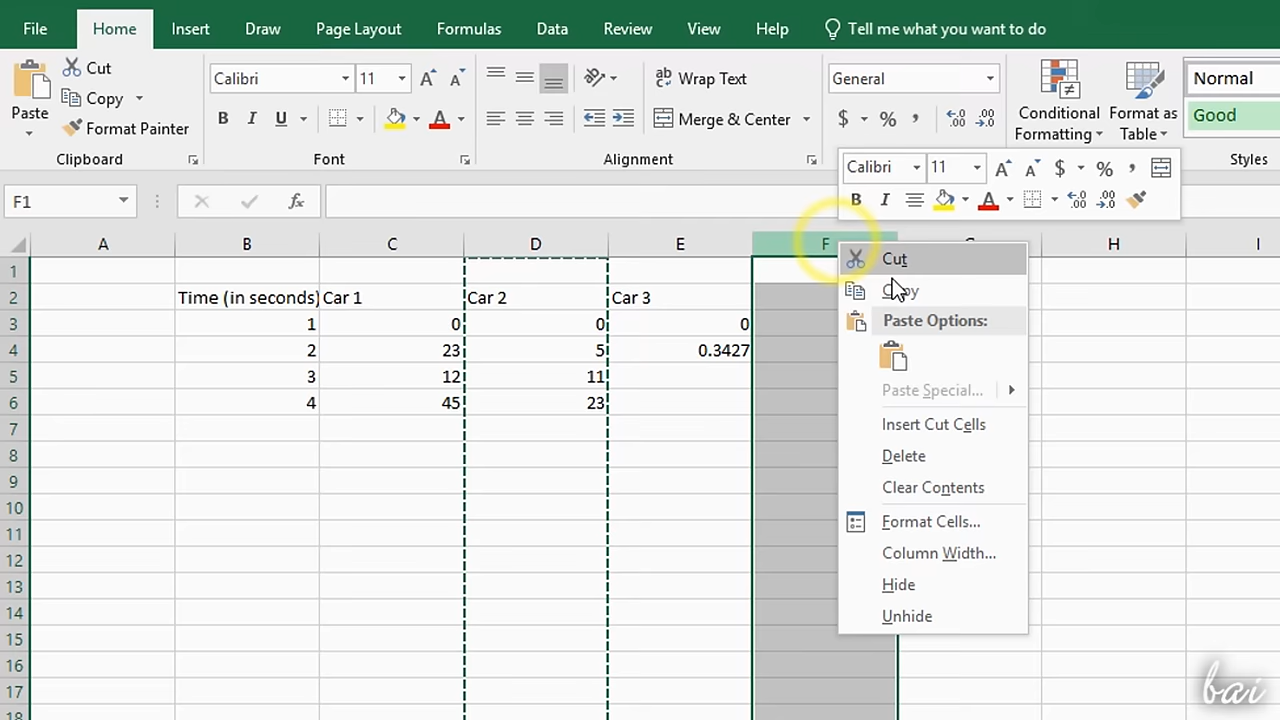 File Home Insert Draw Page Layout Formulas Data Review View Help Tell me what you want to do
Paste
Cut
Copy
Format Painter
Clipboard
Calibri 11
B I U A
Font
Wrap Text
Merge & Center
Alignment
General
$ % ,
Conditional Formatting
Format as Table
Normal
Good
Styles
Calibri 11 $ % ,
B I A
F1 fx
A B C D E F H I
1
2 Time (in seconds) Car 1 Car 2 Car 3
3 1 0 0 0
4 2 23 5 0.3427
5 3 12 11
6 4 45 23
7
8
9
10
11
12
13
14
15
16
17
18
Cut
Copy
Paste Options:
Paste Special...
Insert Cut Cells
Delete
Clear Contents
Format Cells...
Column Width...
Hide
Unhide
bai